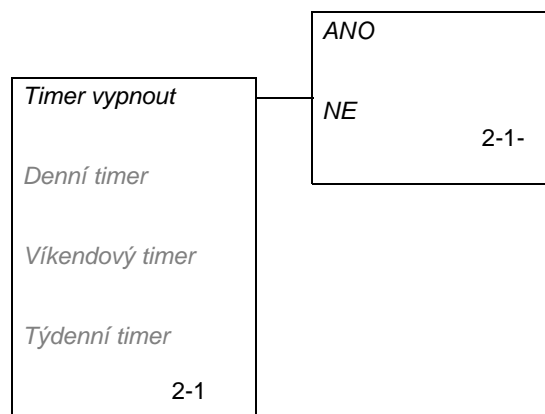 ANO
NE
2-1-
Timer vypnout
Denní timer
Víkendový timer
Týdenní timer
2-1